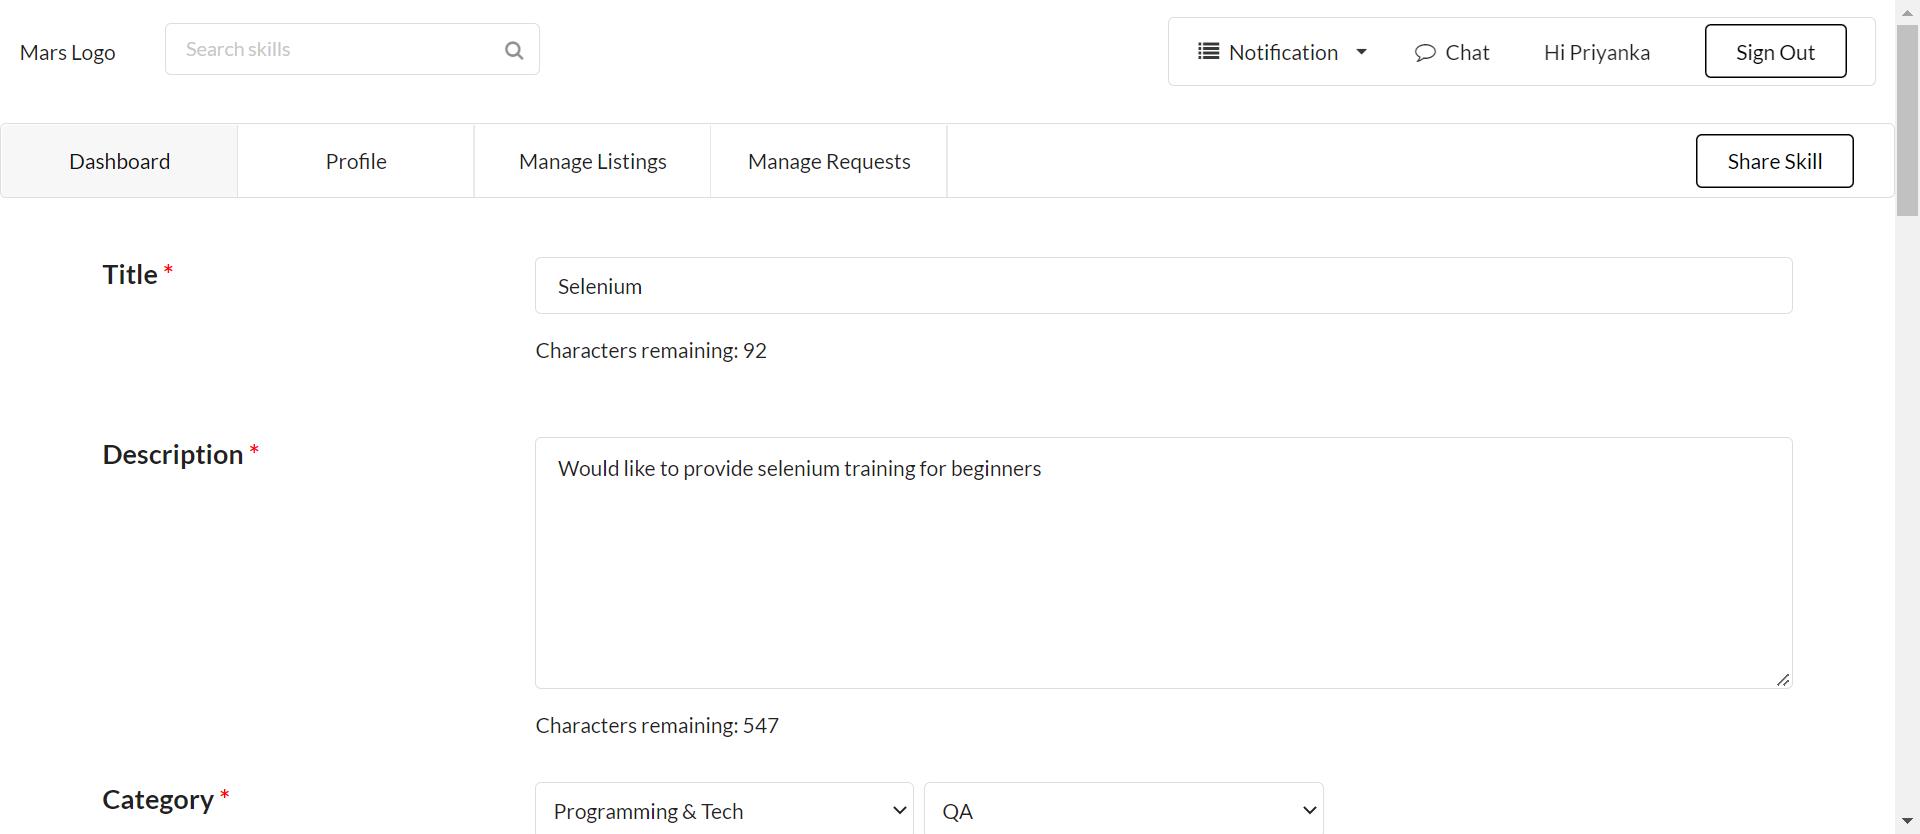 Mars Logo
Search skills
Notification
Chat
Hi Priyanka
Sign Out
Dashboard
Profile
Manage Listings
Manage Requests
Share Skill
Title *
Selenium
Characters remaining: 92
Description *
Would like to provide selenium training for beginners
Characters remaining: 547
Category *
Programming & Tech
QA